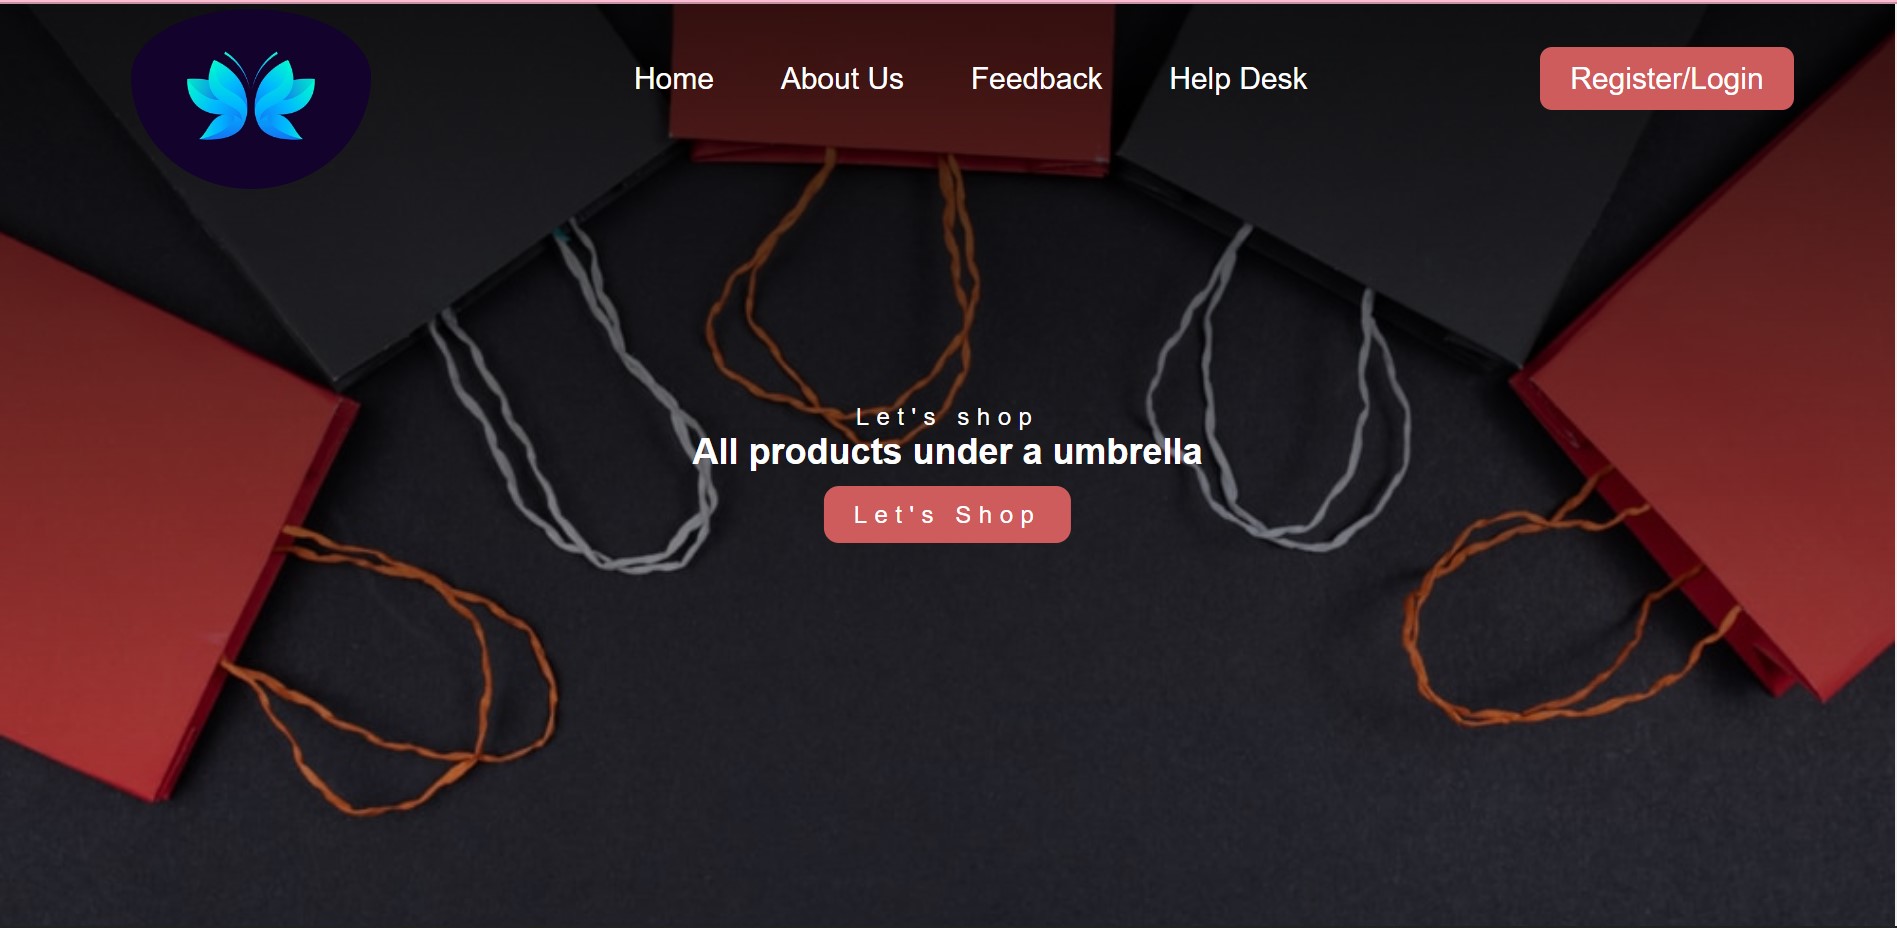 Home About Us Feedback Help Desk Register/Login
Let's shop
All products under a umbrella
Let's Shop